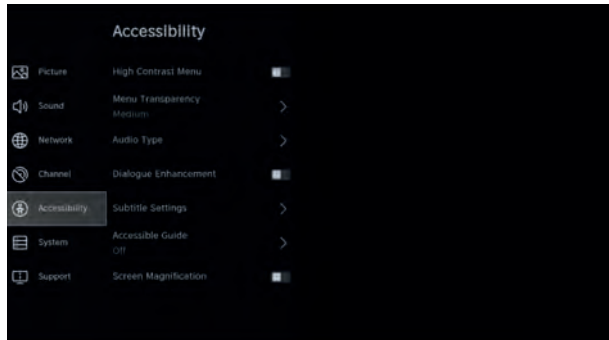 Accessibility
Picture
High Contrast Menu
Sound
Menu Transparency
Medium
Network
Audio Type
Channel
Dialogue Enhancement
Accessibility
Subtitle Settings
System
Accessible Guide
Off
Support
Screen Magnification